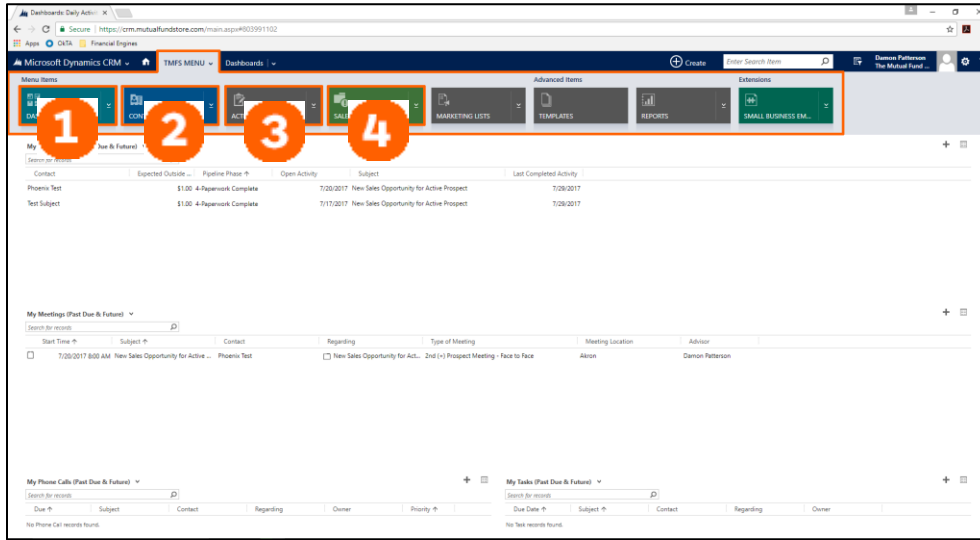 Dashboards: Daily Activi ×
Secure | https://crm.mutualfundstore.com/main.aspx#803991102
Apps OkTA Financial Engines
Microsoft Dynamics CRM TMFS MENU Dashboards Create Enter Search Item Damon Patterson
The Mutual Fund ...
Menu Items Advanced Items Extensions
1 2 3 4
DA CON ACT SALE MARKETING LISTS TEMPLATES REPORTS SMALL BUSINESS EM...
My Due & Future)
Search for records
Contact Expected Outside ... Pipeline Phase ↑ Open Activity Subject Last Completed Activity
Phoenix Test $1.00 4-Paperwork Complete 7/20/2017 New Sales Opportunity for Active Prospect 7/29/2017
Test Subject $1.00 4-Paperwork Complete 7/17/2017 New Sales Opportunity for Active Prospect 7/29/2017
My Meetings (Past Due & Future)
Search for records
Start Time ↑ Subject ↑ Contact Regarding Type of Meeting Meeting Location Advisor
7/20/2017 8:00 AM New Sales Opportunity for Active ... Phoenix Test New Sales Opportunity for Act... 2nd (+) Prospect Meeting - Face to Face Akron Damon Patterson
My Phone Calls (Past Due & Future) My Tasks (Past Due & Future)
Search for records Search for records
Due ↑ Subject Contact Regarding Owner Priority ↑ Due Date ↑ Subject ↑ Contact Regarding Owner
No Phone Call records found. No Task records found.